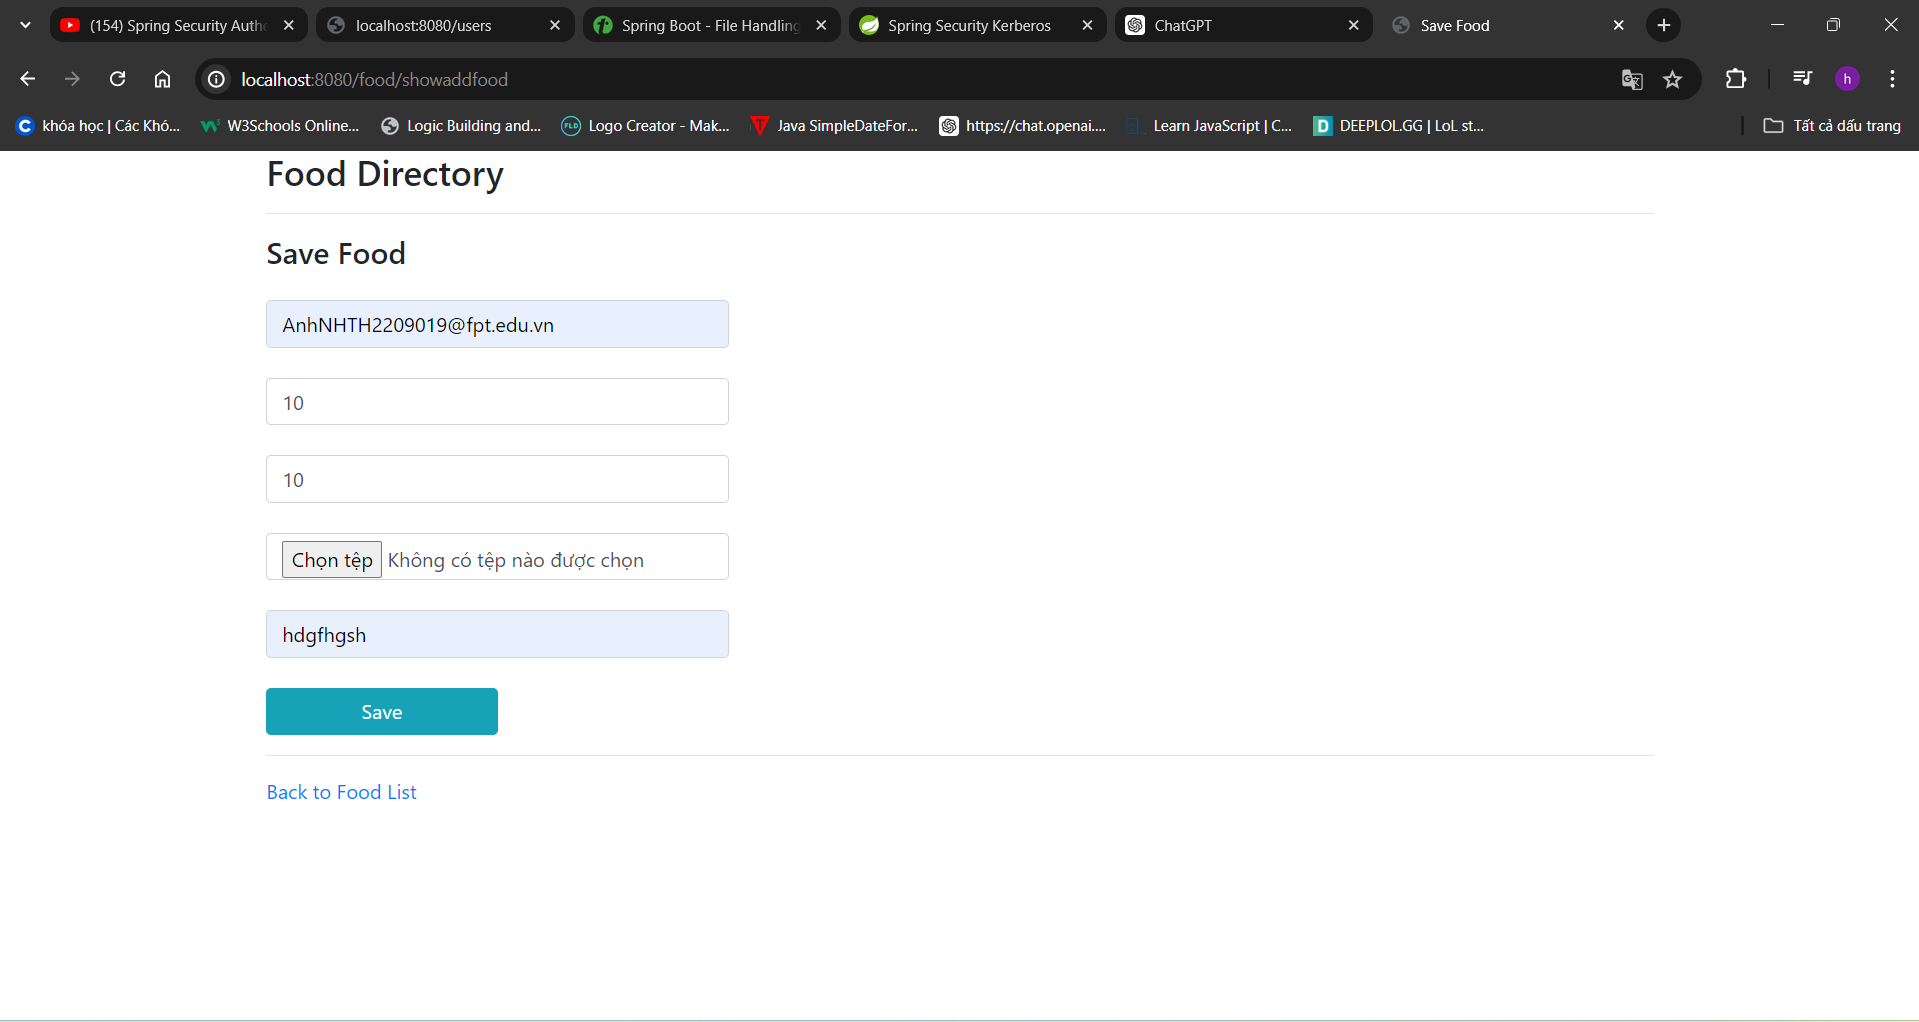 (154) Spring Security Authe
localhost:8080/users
Spring Boot - File Handling
Spring Security Kerberos
ChatGPT
Save Food
localhost:8080/food/showaddfood
h
khóa học | Các Khó...
W3Schools Online...
Logic Building and...
FLD
Logo Creator - Mak...
Java SimpleDateFor...
https://chat.openai....
Learn JavaScript | C...
DEEPLOL.GG | LoL st...
Tất cả dấu trang
Food Directory
Save Food
AnhNHTH2209019@fpt.edu.vn
10
10
Chọn tệp Không có tệp nào được chọn
hdgfhgsh
Save
Back to Food List